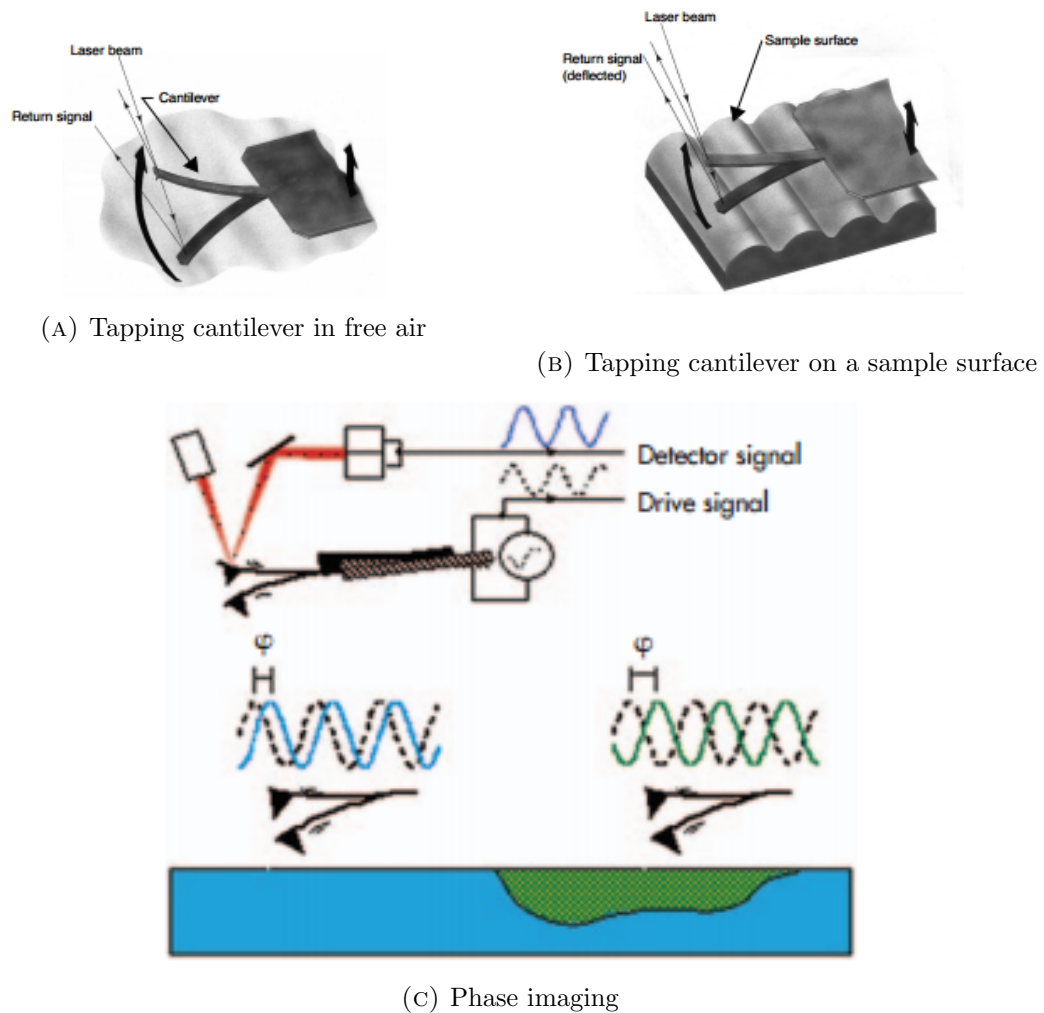 Laser beam
Cantilever
Return signal
(A) Tapping cantilever in free air
Laser beam
Sample surface
Return signal
(deflected)
(B) Tapping cantilever on a sample surface
Detector signal
Drive signal
φ
φ
(C) Phase imaging